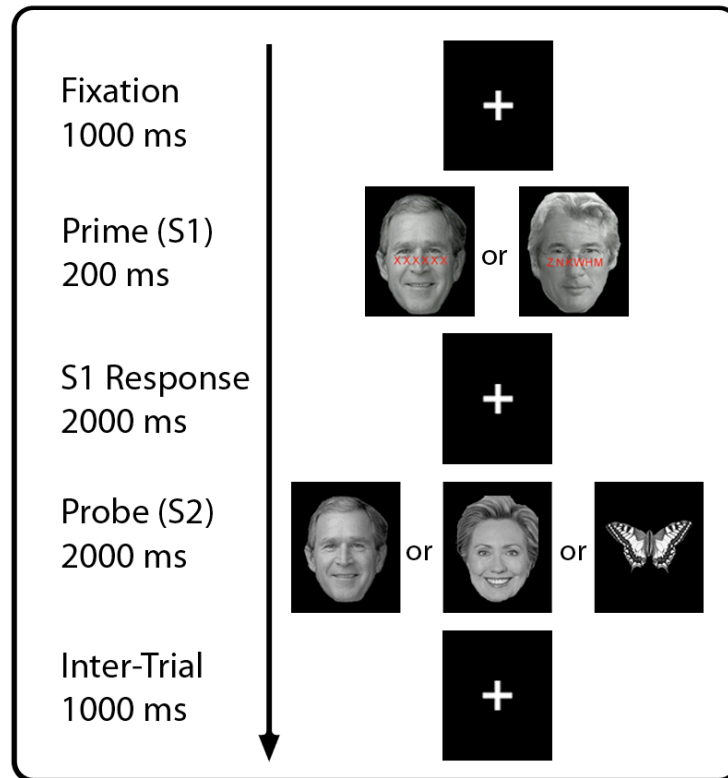 Fixation
1000 ms
Prime (S1)
200 ms
XXXXXX
or
ZNXWHM
S1 Response
2000 ms
Probe (S2)
2000 ms
or
or
Inter-Trial
1000 ms